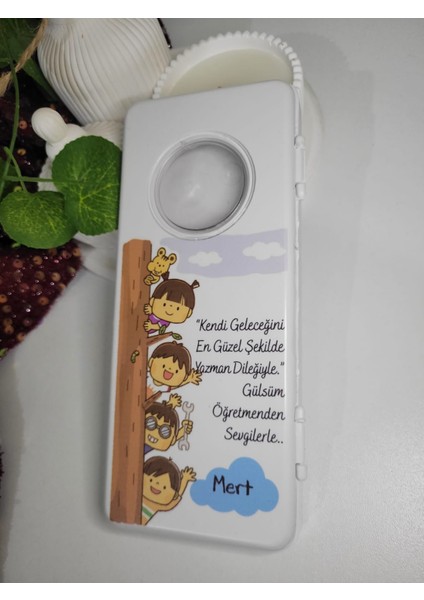 "Kendi Geleceğini
En Güzel Şekilde
Yazman Dileğiyle."
Gülsüm
Öğretmenden
Sevgilerle..
Mert